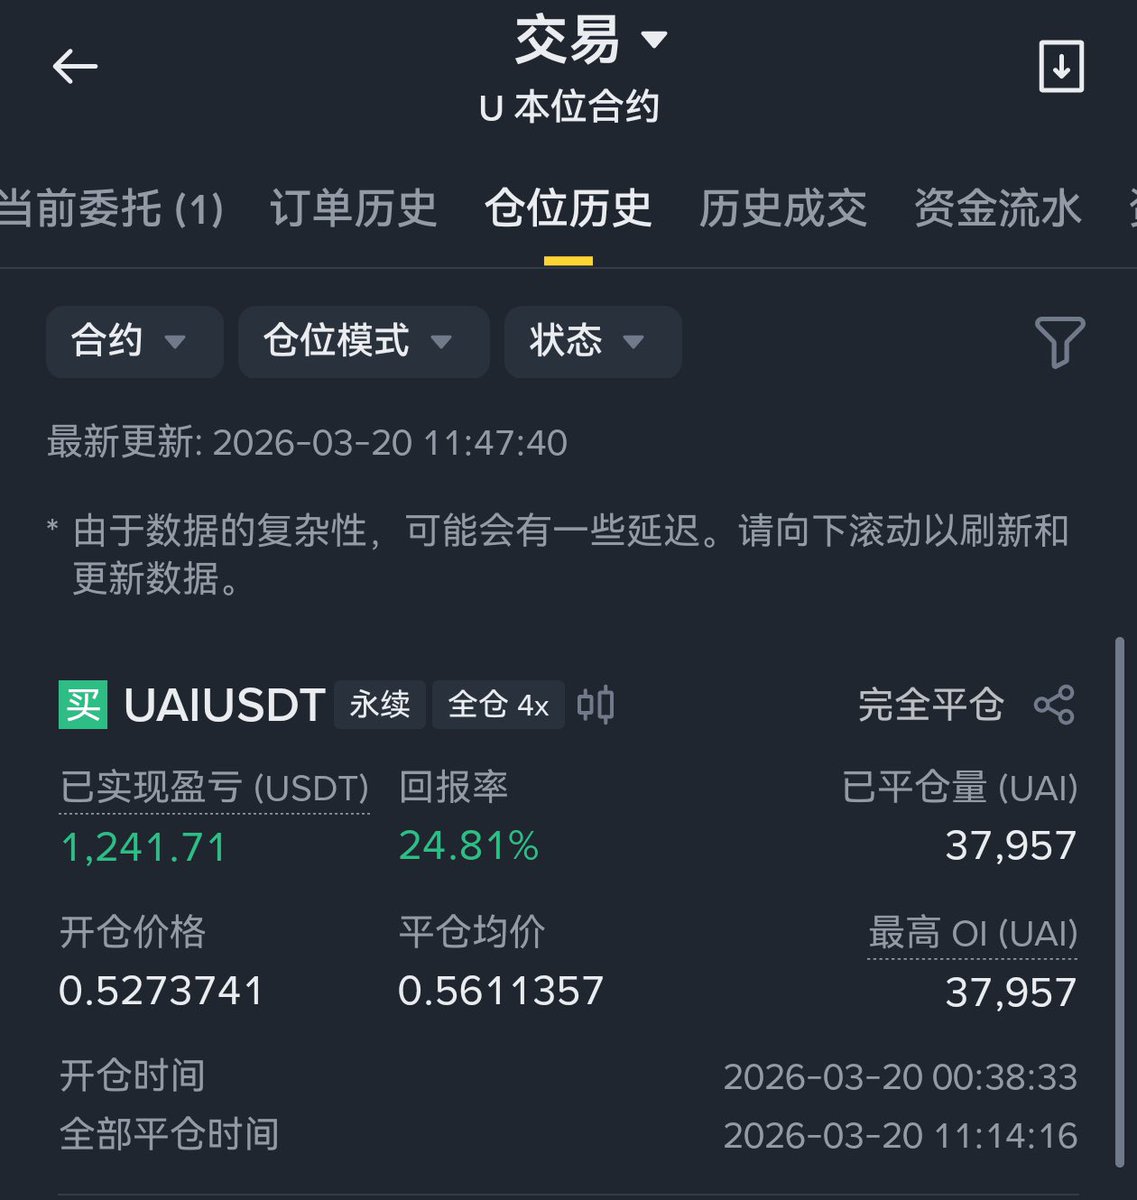 交易
U 本位合约
当前委托 (1) 订单历史 仓位历史 历史成交 资金流水
合约 仓位模式 状态
最新更新: 2026-03-20 11:47:40
* 由于数据的复杂性，可能会有一些延迟。请向下滚动以刷新和
更新数据。
买 UAIUSDT 永续 全仓 4x 完全平仓
已实现盈亏 (USDT) 回报率 已平仓量 (UAI)
1,241.71 24.81% 37,957
开仓价格 平仓均价 最高 OI (UAI)
0.5273741 0.5611357 37,957
开仓时间 2026-03-20 00:38:33
全部平仓时间 2026-03-20 11:14:16